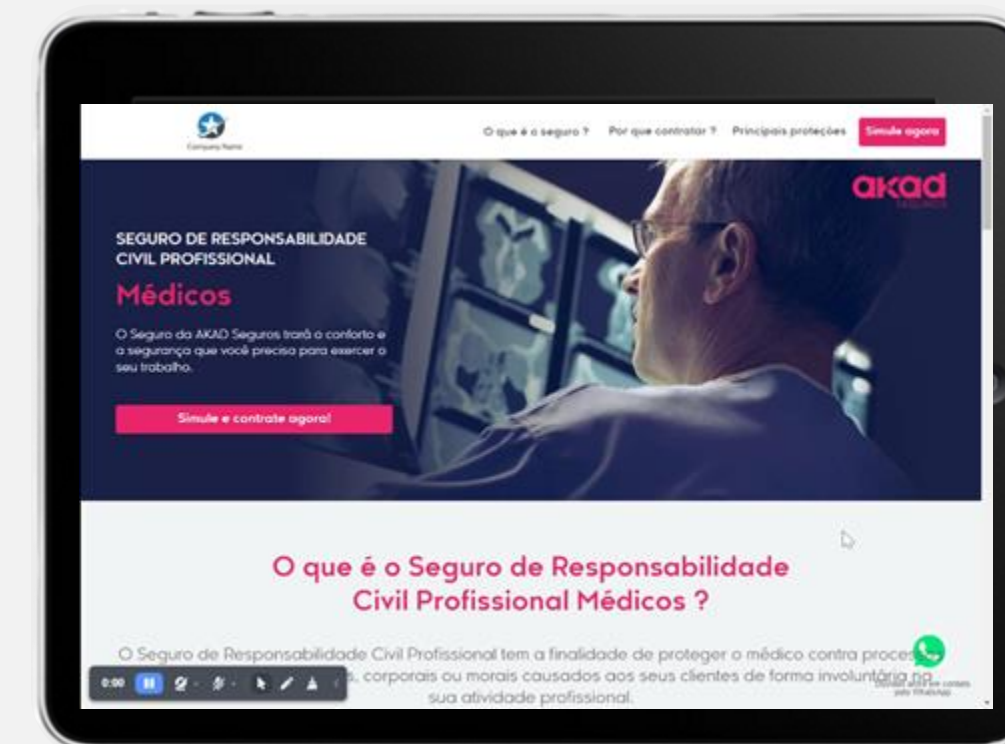 Company Name
O que é o seguro ? Por que contratar ? Principais proteções Simule agora
akad
SEGUROS
SEGURO DE RESPONSABILIDADE
CIVIL PROFISSIONAL
Médicos
O Seguro da AKAD Seguros trará o conforto e
a segurança que você precisa para exercer o
seu trabalho.
Simule e contrate agora!
O que é o Seguro de Responsabilidade
Civil Profissional Médicos ?
O Seguro de Responsabilidade Civil Profissional tem a finalidade de proteger o médico contra
s, corporais ou morais causados aos seus clientes de forma involuntária na
sua atividade profissional.
0:00
pelo WhatsApp